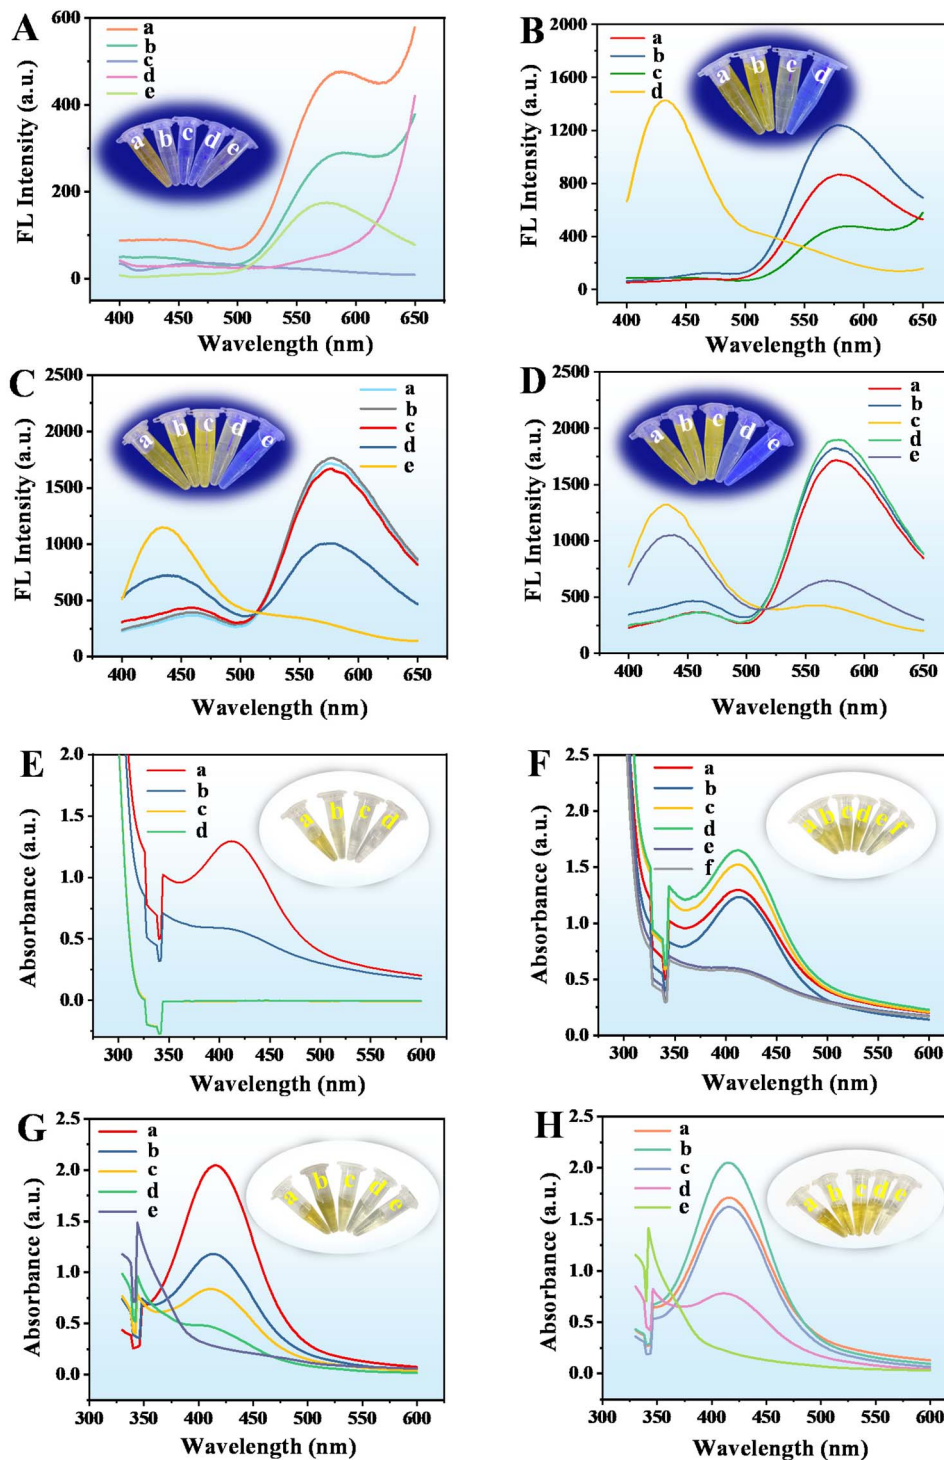 A
FL Intensity (a.u.)
600
400
200
0
a
b
c
d
e
a b c d e
400 450 500 550 600 650
Wavelength (nm)
B
FL Intensity (a.u.)
2000
1600
1200
800
400
0
a
b
c
d
a b c d
400 450 500 550 600 650
Wavelength (nm)
C
FL Intensity (a.u.)
2500
2000
1500
1000
500
0
a
b
c
d
e
a b c d e
400 450 500 550 600 650
Wavelength (nm)
D
FL Intensity (a.u.)
2500
2000
1500
1000
500
0
a
b
c
d
e
a b c d e
400 450 500 550 600 650
Wavelength (nm)
E
Absorbance (a.u.)
2.0
1.5
1.0
0.5
0.0
a
b
c
d
a b c d
300 350 400 450 500 550 600
Wavelength (nm)
F
Absorbance (a.u.)
2.5
2.0
1.5
1.0
0.5
0.0
a
b
c
d
e
f
a b c d e f
300 350 400 450 500 550 600
Wavelength (nm)
G
Absorbance (a.u.)
2.5
2.0
1.5
1.0
0.5
0.0
a
b
c
d
e
a b c d e
300 350 400 450 500 550 600
Wavelength (nm)
H
Absorbance (a.u.)
2.5
2.0
1.5
1.0
0.5
0.0
a
b
c
d
e
a b c d e
300 350 400 450 500 550 600
Wavelength (nm)